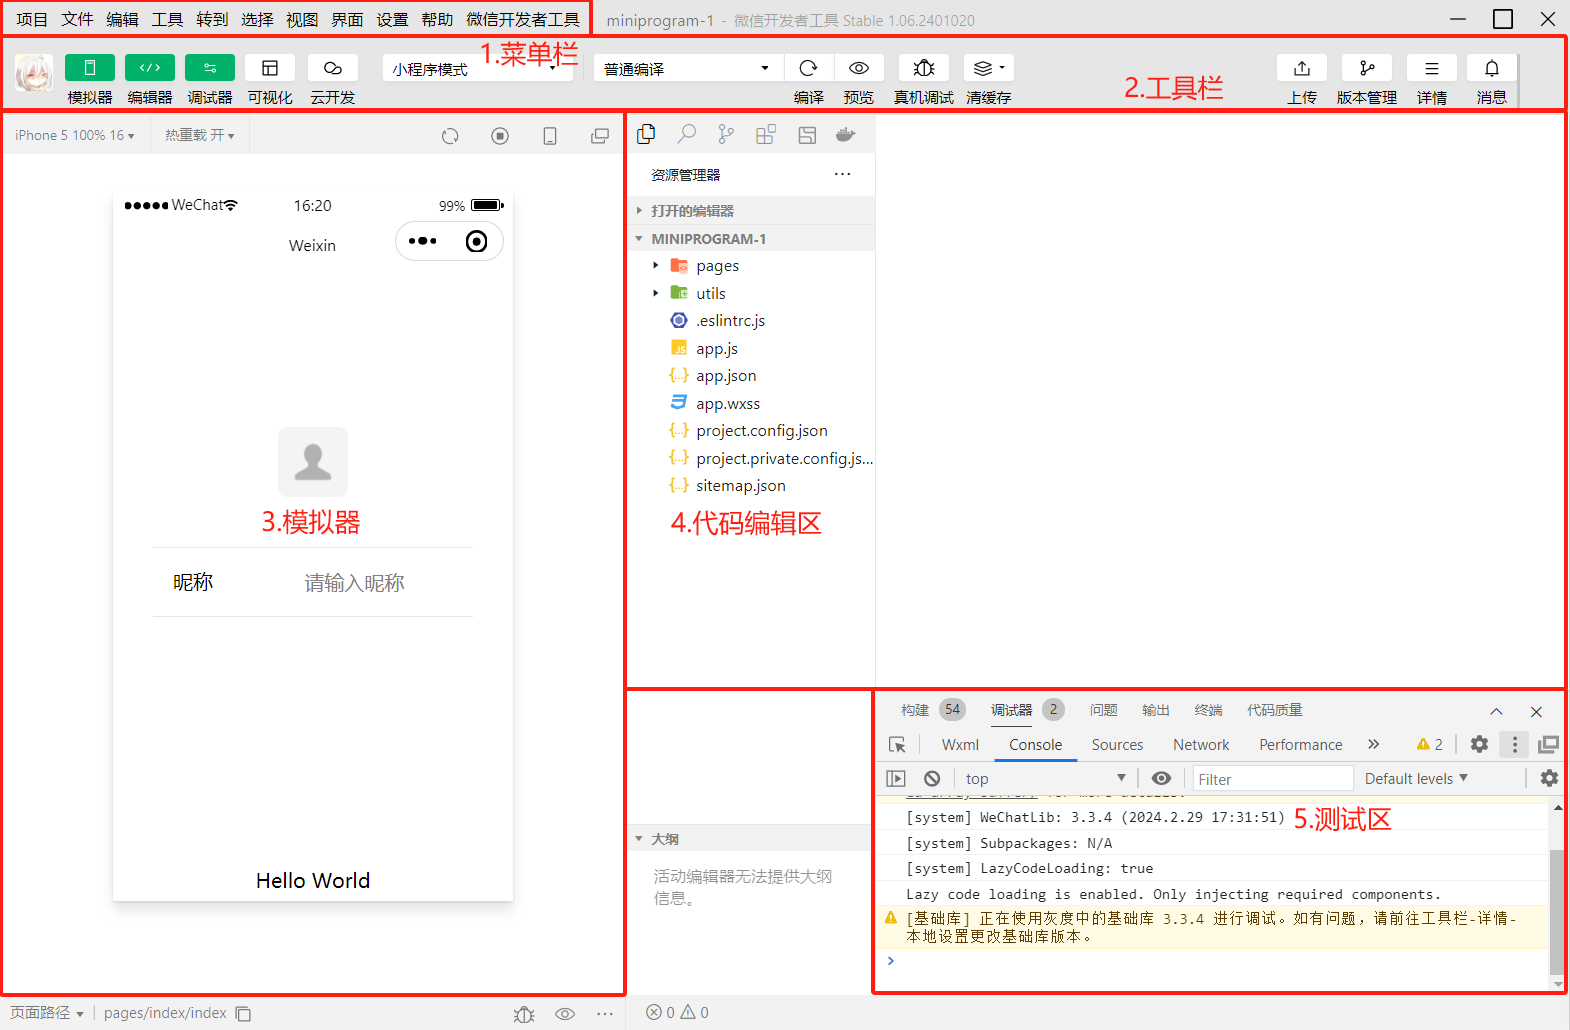 项目 文件 编辑 工具 转到 选择 视图 界面 设置 帮助 微信开发者工具 miniprogram-1 - 微信开发者工具 Stable 1.06.2401020
1.菜单栏
小程序模式 普通编译
2.工具栏
模拟器 编辑器 调试器 可视化 云开发 编译 预览 真机调试 清缓存 上传 版本管理 详情 消息
iPhone 5 100% 16 热重载 开
WeChat 16:20 99%
Weixin
3.模拟器
昵称 请输入昵称
Hello World
资源管理器
打开的编辑器
MINIPROGRAM-1
pages
utils
.eslintrc.js
JS app.js
{..} app.json
app.wxss
{..} project.config.json
{..} project.private.config.js...
{..} sitemap.json
4.代码编辑区
大纲
活动编辑器无法提供大纲
信息。
构建 54 调试器 2 问题 输出 终端 代码质量
Wxml Console Sources Network Performance 2
top Filter Default levels
[system] WeChatLib: 3.3.4 (2024.2.29 17:31:51)
5.测试区
[system] Subpackages: N/A
[system] LazyCodeLoading: true
Lazy code loading is enabled. Only injecting required components.
[基础库] 正在使用灰度中的基础库 3.3.4 进行调试。如有问题，请前往工具栏-详情-
本地设置更改基础库版本。
页面路径 pages/index/index 0 0